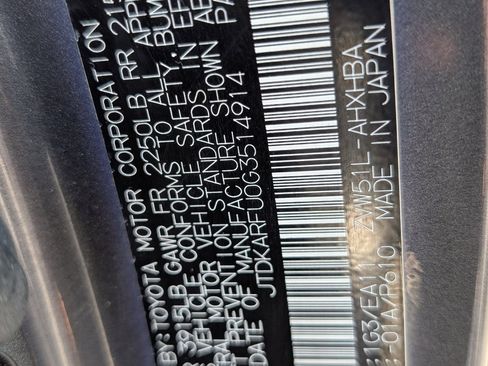 BY:TOYOTA MOTOR CORPORATION
3915LB GAWR FR 2250LB RR
VEHICLE CONFORMS TO ALL
MOTOR VEHICLE SAFETY,
PREVENTION STANDARDS IN
DATE OF MANUFACTURE SHOWN
JTDKARFU0G3514914
:1G3/EA11 ZVW51L-AHXHBA
:-01A/P610 MADE IN JAPAN